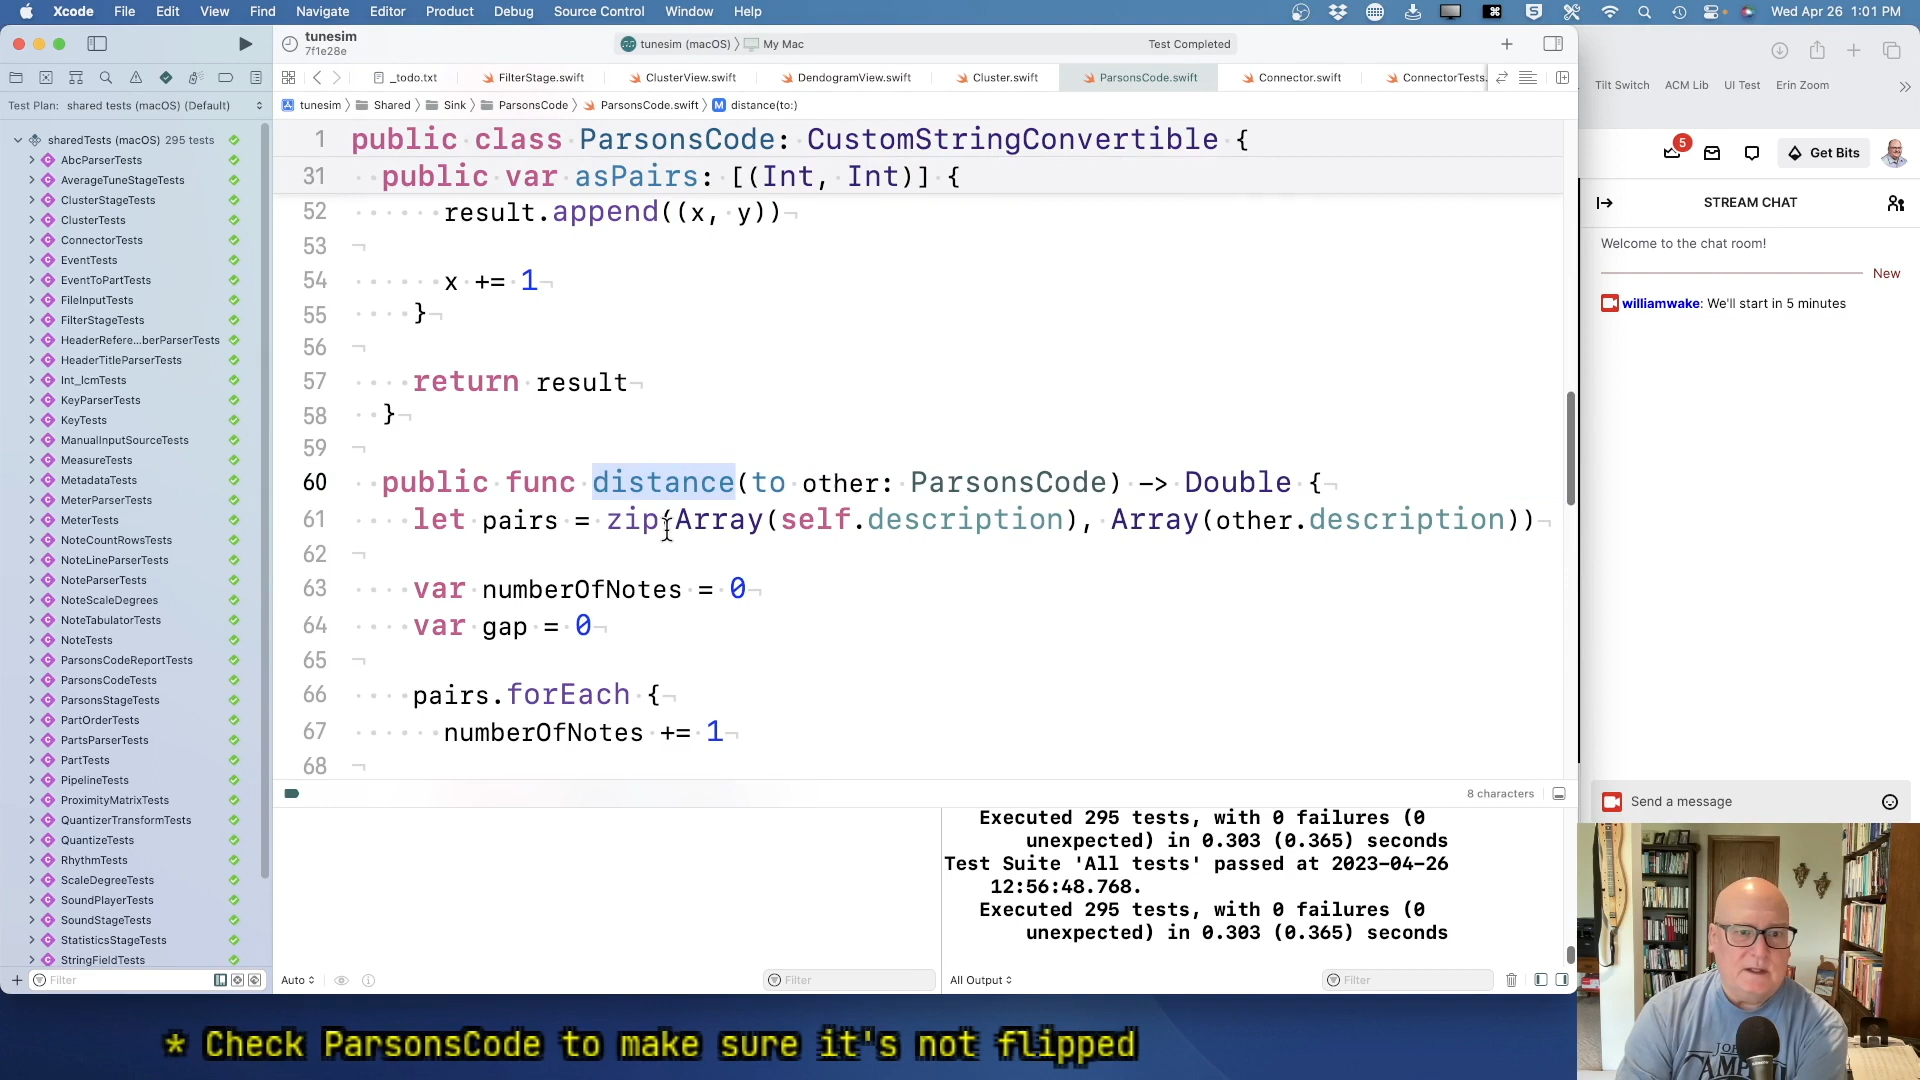 Xcode File Edit View Find Navigate Editor Product Debug Source Control Window Help Wed Apr 26 1:01 PM
tunesim
7f1e28e
tunesim (macOS) My Mac Test Completed
_todo.txt FilterStage.swift ClusterView.swift DendogramView.swift Cluster.swift ParsonsCode.swift Connector.swift ConnectorTests.
Tilt Switch ACM Lib UI Test Erin Zoom
Test Plan: shared tests (macOS) (Default)
tunesim Shared Sink ParsonsCode ParsonsCode.swift M distance(to:)
sharedTests (macOS) 295 tests
AbcParserTests
AverageTuneStageTests
ClusterStageTests
ClusterTests
ConnectorTests
EventTests
EventToPartTests
FileInputTests
FilterStageTests
HeaderRefere...berParserTests
HeaderTitleParserTests
Int_lcmTests
KeyParserTests
KeyTests
ManualInputSourceTests
MeasureTests
MetadataTests
MeterParserTests
MeterTests
NoteCountRowsTests
NoteLineParserTests
NoteParserTests
NoteScaleDegrees
NoteTabulatorTests
NoteTests
ParsonsCodeReportTests
ParsonsCodeTests
ParsonsStageTests
PartOrderTests
PartsParserTests
PartTests
PipelineTests
ProximityMatrixTests
QuantizerTransformTests
QuantizeTests
RhythmTests
ScaleDegreeTests
SoundPlayerTests
SoundStageTests
StatisticsStageTests
StringFieldTests
Filter
1 public class ParsonsCode: CustomStringConvertible {
31 public var asPairs: [(Int, Int)] {
52 result.append((x, y))
53
54 x += 1
55 }
56
57 return result
58 }
59
60 public func distance(to other: ParsonsCode) -> Double {
61 let pairs = zip(Array(self.description), Array(other.description))
62
63 var numberOfNotes = 0
64 var gap = 0
65
66 pairs.forEach {
67 numberOfNotes += 1
68
8 characters
Executed 295 tests, with 0 failures (0
unexpected) in 0.303 (0.365) seconds
Test Suite 'All tests' passed at 2023-04-26
12:56:48.768.
Executed 295 tests, with 0 failures (0
unexpected) in 0.303 (0.365) seconds
Auto Filter All Output Filter
5 Get Bits
STREAM CHAT
Welcome to the chat room!
New
williamwake: We'll start in 5 minutes
Send a message
* Check ParsonsCode to make sure it's not flipped